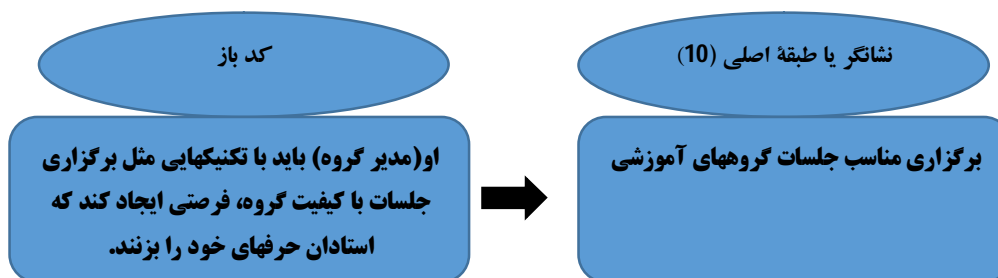 کد باز
نشانگر یا طبقۀ اصلی (10)
او(مدیر گروه) باید با تکنیکهایی مثل برگزاری
جلسات با کیفیت گروه، فرصتی ایجاد کند که
استادان حرفهای خود را بزنند.
برگزاری مناسب جلسات گروههای آموزشی